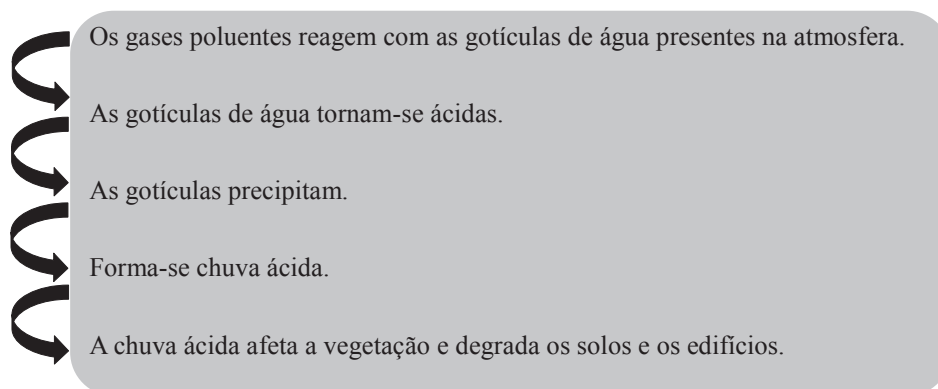 Os gases poluentes reagem com as gotículas de água presentes na atmosfera.
As gotículas de água tornam-se ácidas.
As gotículas precipitam.
Forma-se chuva ácida.
A chuva ácida afeta a vegetação e degrada os solos e os edifícios.